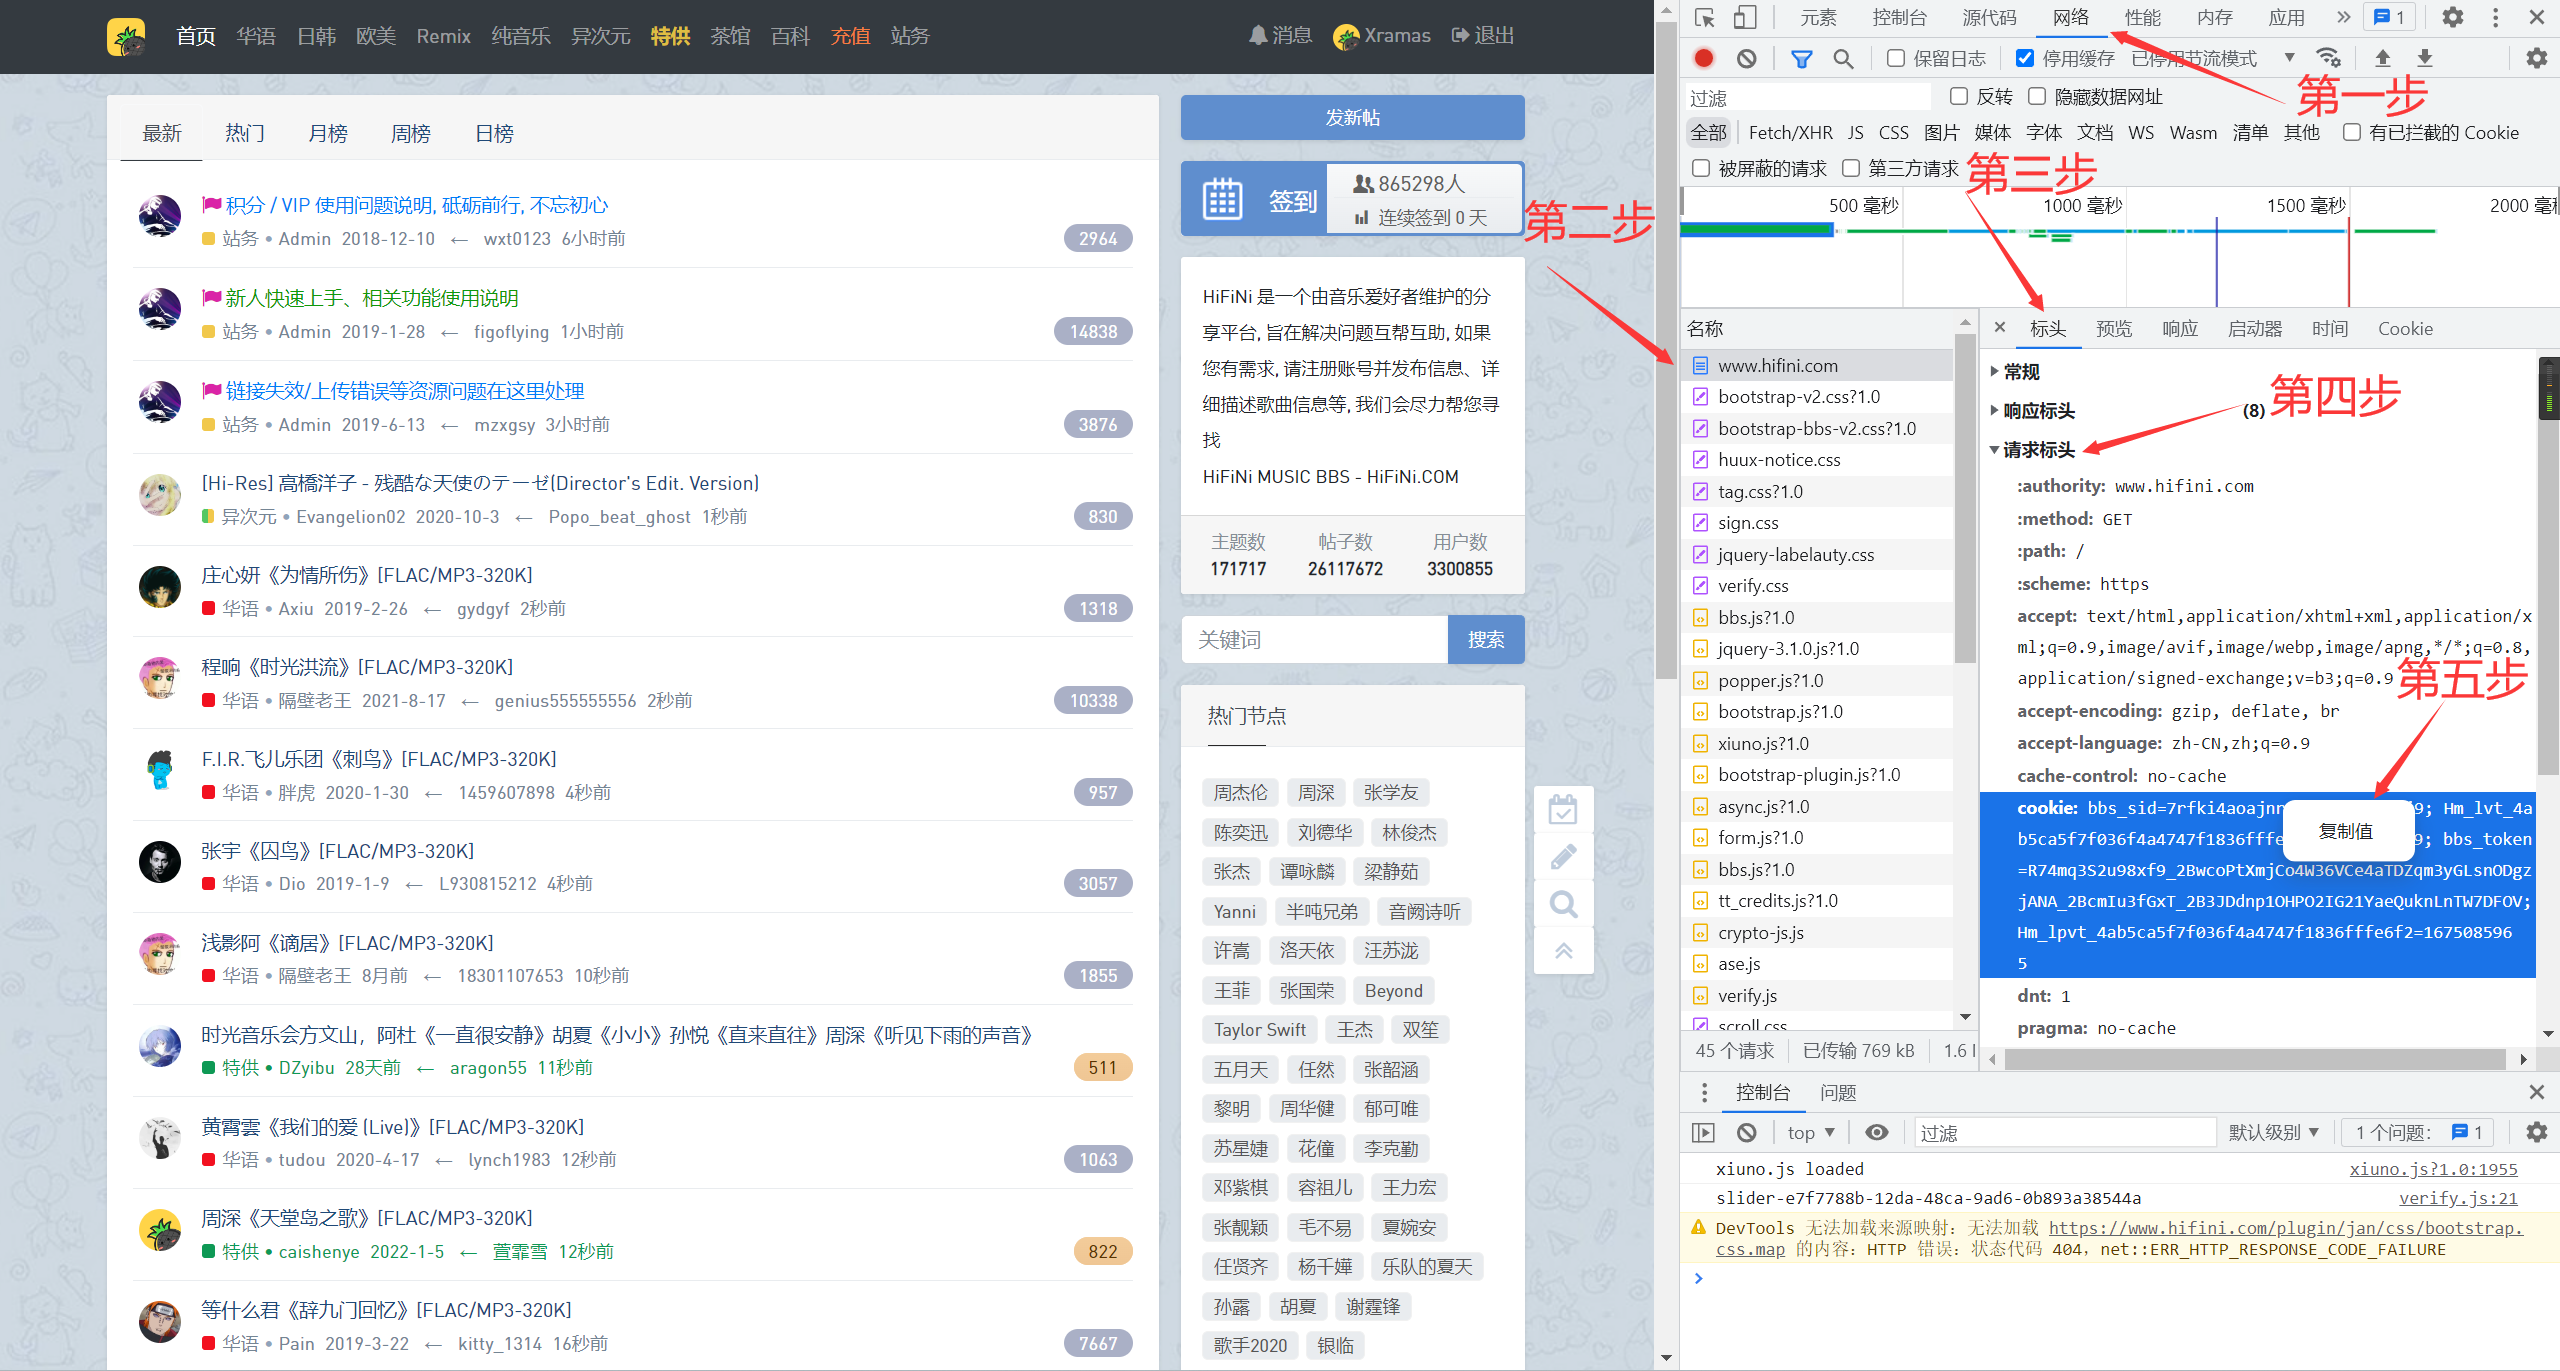 首页 华语 日韩 欧美 Remix 纯音乐 异次元 特供 茶馆 百科 充值 站务 消息 Xramas 退出
最新 热门 月榜 周榜 日榜
积分 / VIP 使用问题说明, 砥砺前行, 不忘初心
站务 • Admin 2018-12-10 ← wxt0123 6小时前 2964
新人快速上手、相关功能使用说明
站务 • Admin 2019-1-28 ← figoflying 1小时前 14838
链接失效/上传错误等资源问题在这里处理
站务 • Admin 2019-6-13 ← mzxgsy 3小时前 3876
[Hi-Res] 高橋洋子 - 残酷な天使のテーゼ(Director's Edit. Version)
异次元 • Evangelion02 2020-10-3 ← Popo_beat_ghost 1秒前 830
庄心妍《为情所伤》[FLAC/MP3-320K]
华语 • Axiu 2019-2-26 ← gydgyf 2秒前 1318
程响《时光洪流》[FLAC/MP3-320K]
华语 • 隔壁老王 2021-8-17 ← genius555555556 2秒前 10338
F.I.R.飞儿乐团《刺鸟》[FLAC/MP3-320K]
华语 • 胖虎 2020-1-30 ← 1459607898 4秒前 957
张宇《囚鸟》[FLAC/MP3-320K]
华语 • Dio 2019-1-9 ← L930815212 4秒前 3057
浅影阿《谪居》[FLAC/MP3-320K]
华语 • 隔壁老王 8月前 ← 18301107653 10秒前 1855
时光音乐会方文山，阿杜《一直很安静》胡夏《小小》孙悦《直来直往》周深《听见下雨的声音》
特供 • DZyibu 28天前 ← aragon55 11秒前 511
黄霄雲《我们的爱 (Live)》[FLAC/MP3-320K]
华语 • tudou 2020-4-17 ← lynch1983 12秒前 1063
周深《天堂岛之歌》[FLAC/MP3-320K]
特供 • caishenye 2022-1-5 ← 萱霏雪 12秒前 822
等什么君《辞九门回忆》[FLAC/MP3-320K]
华语 • Pain 2019-3-22 ← kitty_1314 16秒前 7667
发新帖
签到
865298人
连续签到 0 天
HiFiNi 是一个由音乐爱好者维护的分
享平台, 旨在解决问题互帮互助, 如果
您有需求, 请注册账号并发布信息、详
细描述歌曲信息等, 我们会尽力帮您寻
找
HiFiNi MUSIC BBS - HiFiNi.COM
主题数 帖子数 用户数
171717 26117672 3300855
关键词 搜索
热门节点
周杰伦 周深 张学友
陈奕迅 刘德华 林俊杰
张杰 谭咏麟 梁静茹
Yanni 半吨兄弟 音阙诗听
许嵩 洛天依 汪苏泷
王菲 张国荣 Beyond
Taylor Swift 王杰 双笙
五月天 任然 张韶涵
黎明 周华健 郁可唯
苏星婕 花僮 李克勤
邓紫棋 容祖儿 王力宏
张靓颖 毛不易 夏婉安
任贤齐 杨千嬅 乐队的夏天
孙露 胡夏 谢霆锋
歌手2020 银临
元素 控制台 源代码 网络 性能 内存 应用 » 1
保留日志 停用缓存 已停用节流模式
第一步
过滤 反转 隐藏数据网址
全部 Fetch/XHR JS CSS 图片 媒体 字体 文档 WS Wasm 清单 其他 有已拦截的 Cookie
被屏蔽的请求 第三方请求
第三步
500 毫秒 1000 毫秒 1500 毫秒 2000 毫
第二步
名称
www.hifini.com
bootstrap-v2.css?1.0
bootstrap-bbs-v2.css?1.0
huux-notice.css
tag.css?1.0
sign.css
jquery-labelauty.css
verify.css
bbs.js?1.0
jquery-3.1.0.js?1.0
popper.js?1.0
bootstrap.js?1.0
xiuno.js?1.0
bootstrap-plugin.js?1.0
async.js?1.0
form.js?1.0
bbs.js?1.0
tt_credits.js?1.0
crypto-js.js
ase.js
verify.js
scroll.css
45 个请求 已传输 769 kB 1.6
标头 预览 响应 启动器 时间 Cookie
常规
响应标头 (8)
第四步
请求标头
:authority: www.hifini.com
:method: GET
:path: /
:scheme: https
accept: text/html,application/xhtml+xml,application/x
ml;q=0.9,image/avif,image/webp,image/apng,*/*;q=0.8,
application/signed-exchange;v=b3;q=0.9
第五步
accept-encoding: gzip, deflate, br
accept-language: zh-CN,zh;q=0.9
cache-control: no-cache
cookie: bbs_sid=7rfki4aoajnr 9; Hm_lvt_4a
b5ca5f7f036f4a4747f1836fffe 9; bbs_token
复制值
=R74mq3S2u98xf9_2BwcoPtXmjCo4W36VCe4aTDZqm3yGLsnODgz
jANA_2BcmIu3fGxT_2B3JDdnp1OHPO2IG21YaeQuknLnTW7DFOV;
Hm_lpvt_4ab5ca5f7f036f4a4747f1836fffe6f2=167508596
5
dnt: 1
pragma: no-cache
控制台 问题
top 过滤 默认级别 1 个问题: 1
xiuno.js loaded xiuno.js?1.0:1955
slider-e7f7788b-12da-48ca-9ad6-0b893a38544a verify.js:21
DevTools 无法加载来源映射: 无法加载 https://www.hifini.com/plugin/jan/css/bootstrap.
css.map 的内容: HTTP 错误: 状态代码 404, net::ERR_HTTP_RESPONSE_CODE_FAILURE